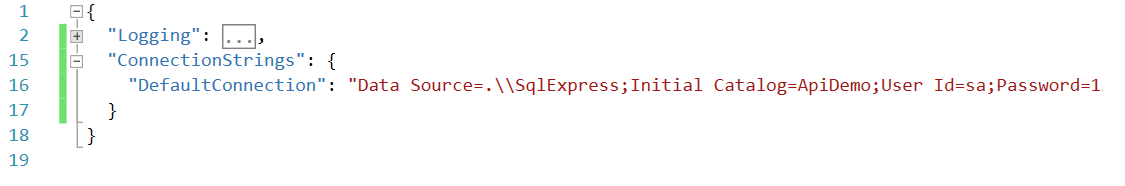 1 {
2 "Logging": ...,
15 "ConnectionStrings": {
16 "DefaultConnection": "Data Source=.\\SqlExpress;Initial Catalog=ApiDemo;User Id=sa;Password=1
17 }
18 }
19